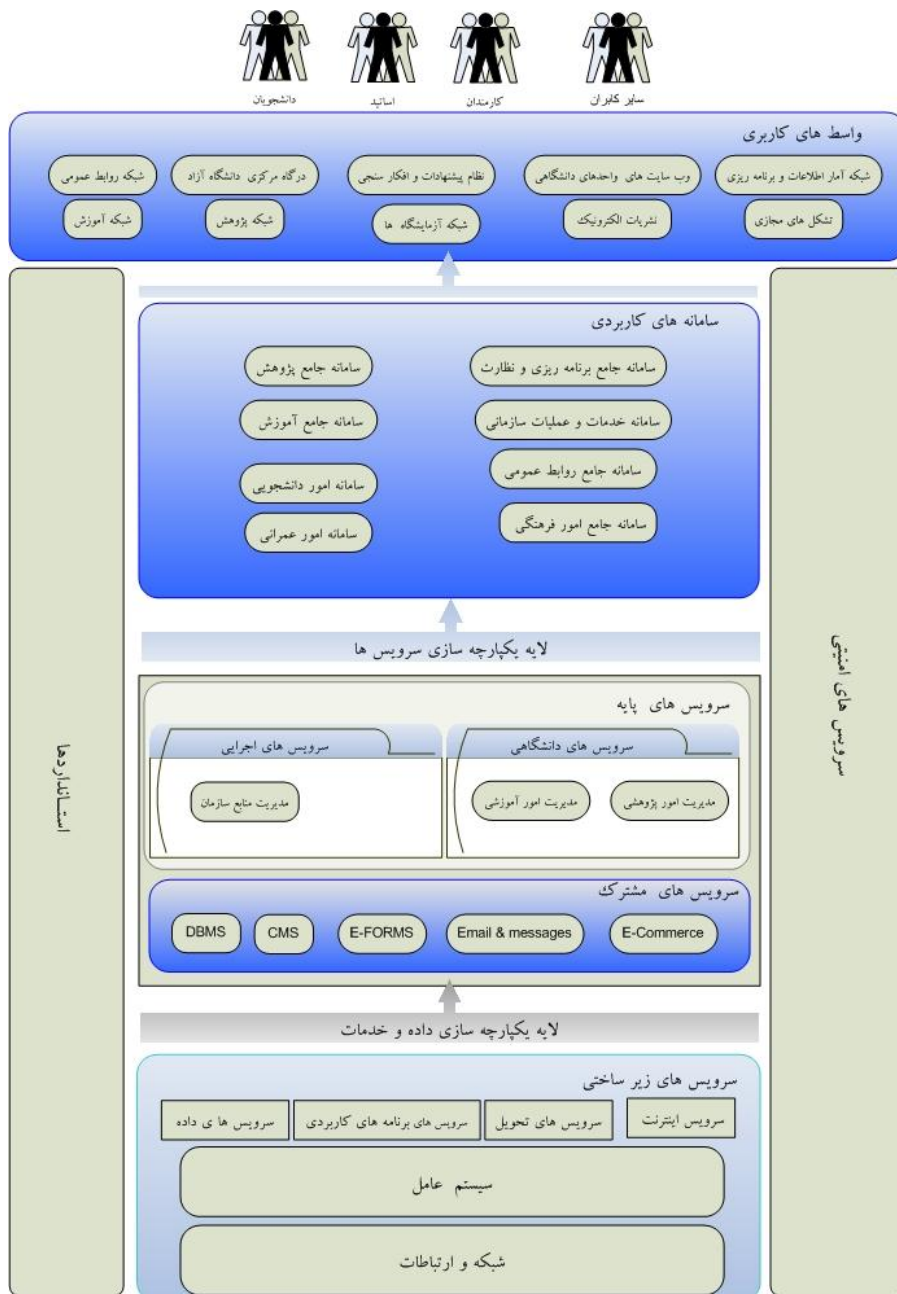 سایر کابران
کارمندان
اساتید
دانشجویان
واسط های کاربری
شبکه آمار اطلاعات و برنامه ریزی
وب سایت های واحدهای دانشگاهی
نظام پیشنهادات و افکار سنجی
درگاه مرکزی دانشگاه آزاد
شبکه روابط عمومی
تشکل های مجازی
نشریات الکترونیک
شبکه آزمایشگاه ها
شبکه پژوهش
شبکه آموزش
سامانه های کاربردی
سامانه جامع برنامه ریزی و نظارت
سامانه جامع پژوهش
سامانه خدمات و عملیات سازمانی
سامانه جامع آموزش
سامانه جامع روابط عمومی
سامانه امور دانشجویی
سامانه جامع امور فرهنگی
سامانه امور عمرانی
لایه یکپارچه سازی سرویس ها
سرویس های امنیتی
استانداردها
سرویس های پایه
سرویس های دانشگاهی
سرویس های اجرایی
مدیریت امور پژوهشی
مدیریت امور آموزشی
مدیریت منابع سازمان
سرویس های مشترک
DBMS
CMS
E-FORMS
Email & messages
E-Commerce
لایه یکپارچه سازی داده و خدمات
سرویس های زیر ساختی
سرویس اینترنت
سرویس های تحویل
سرویس های برنامه های کاربردی
سرویس ها ی داده
سیستم عامل
شبکه و ارتباطات